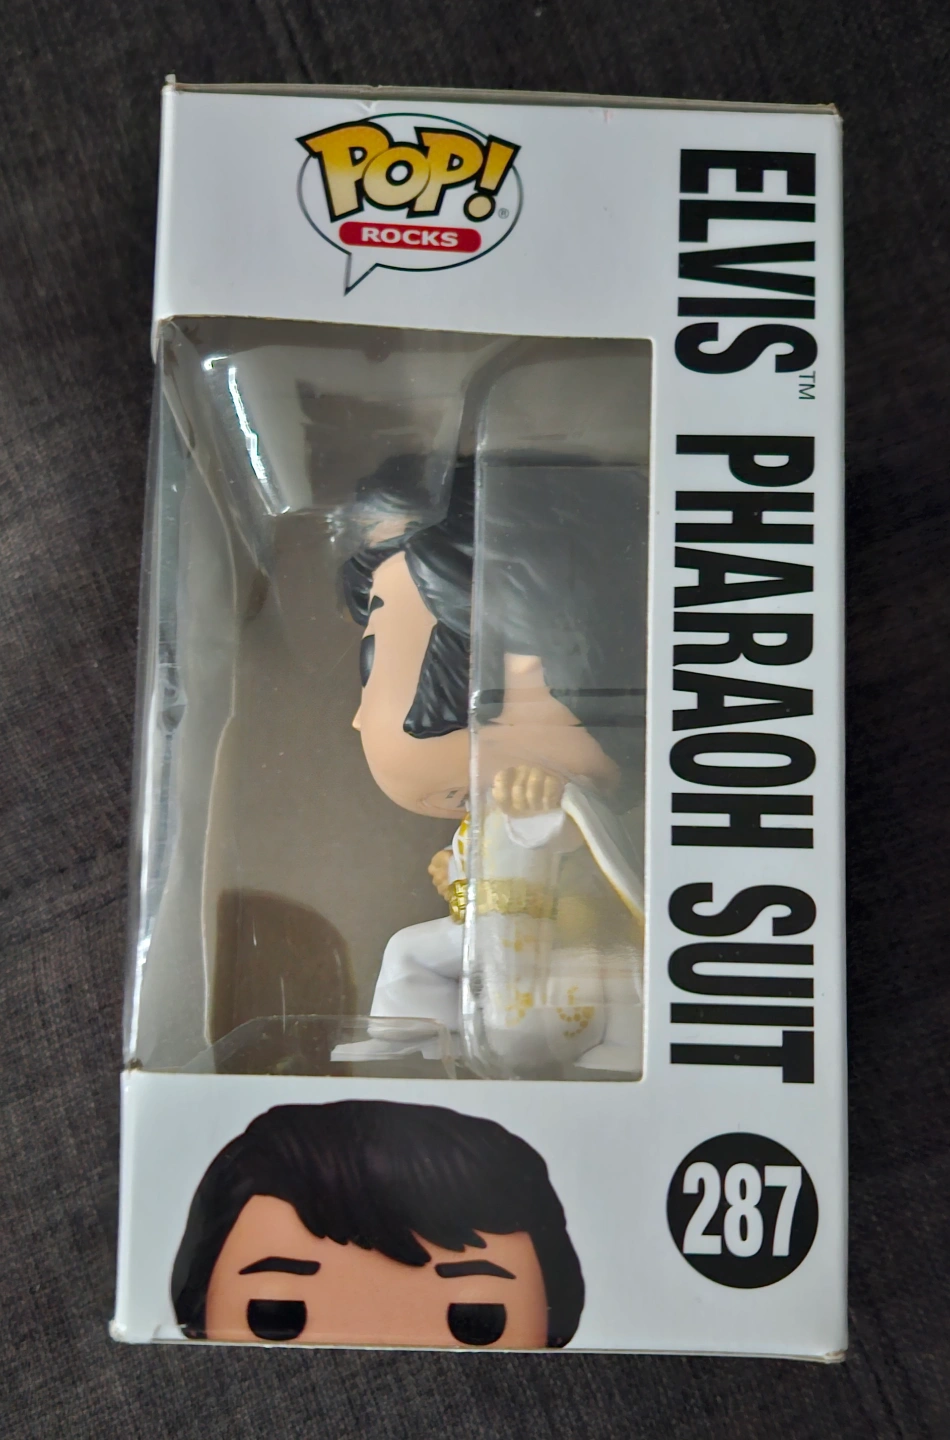 POP!®
ROCKS
ELVIS™ PHARAOH SUIT
287